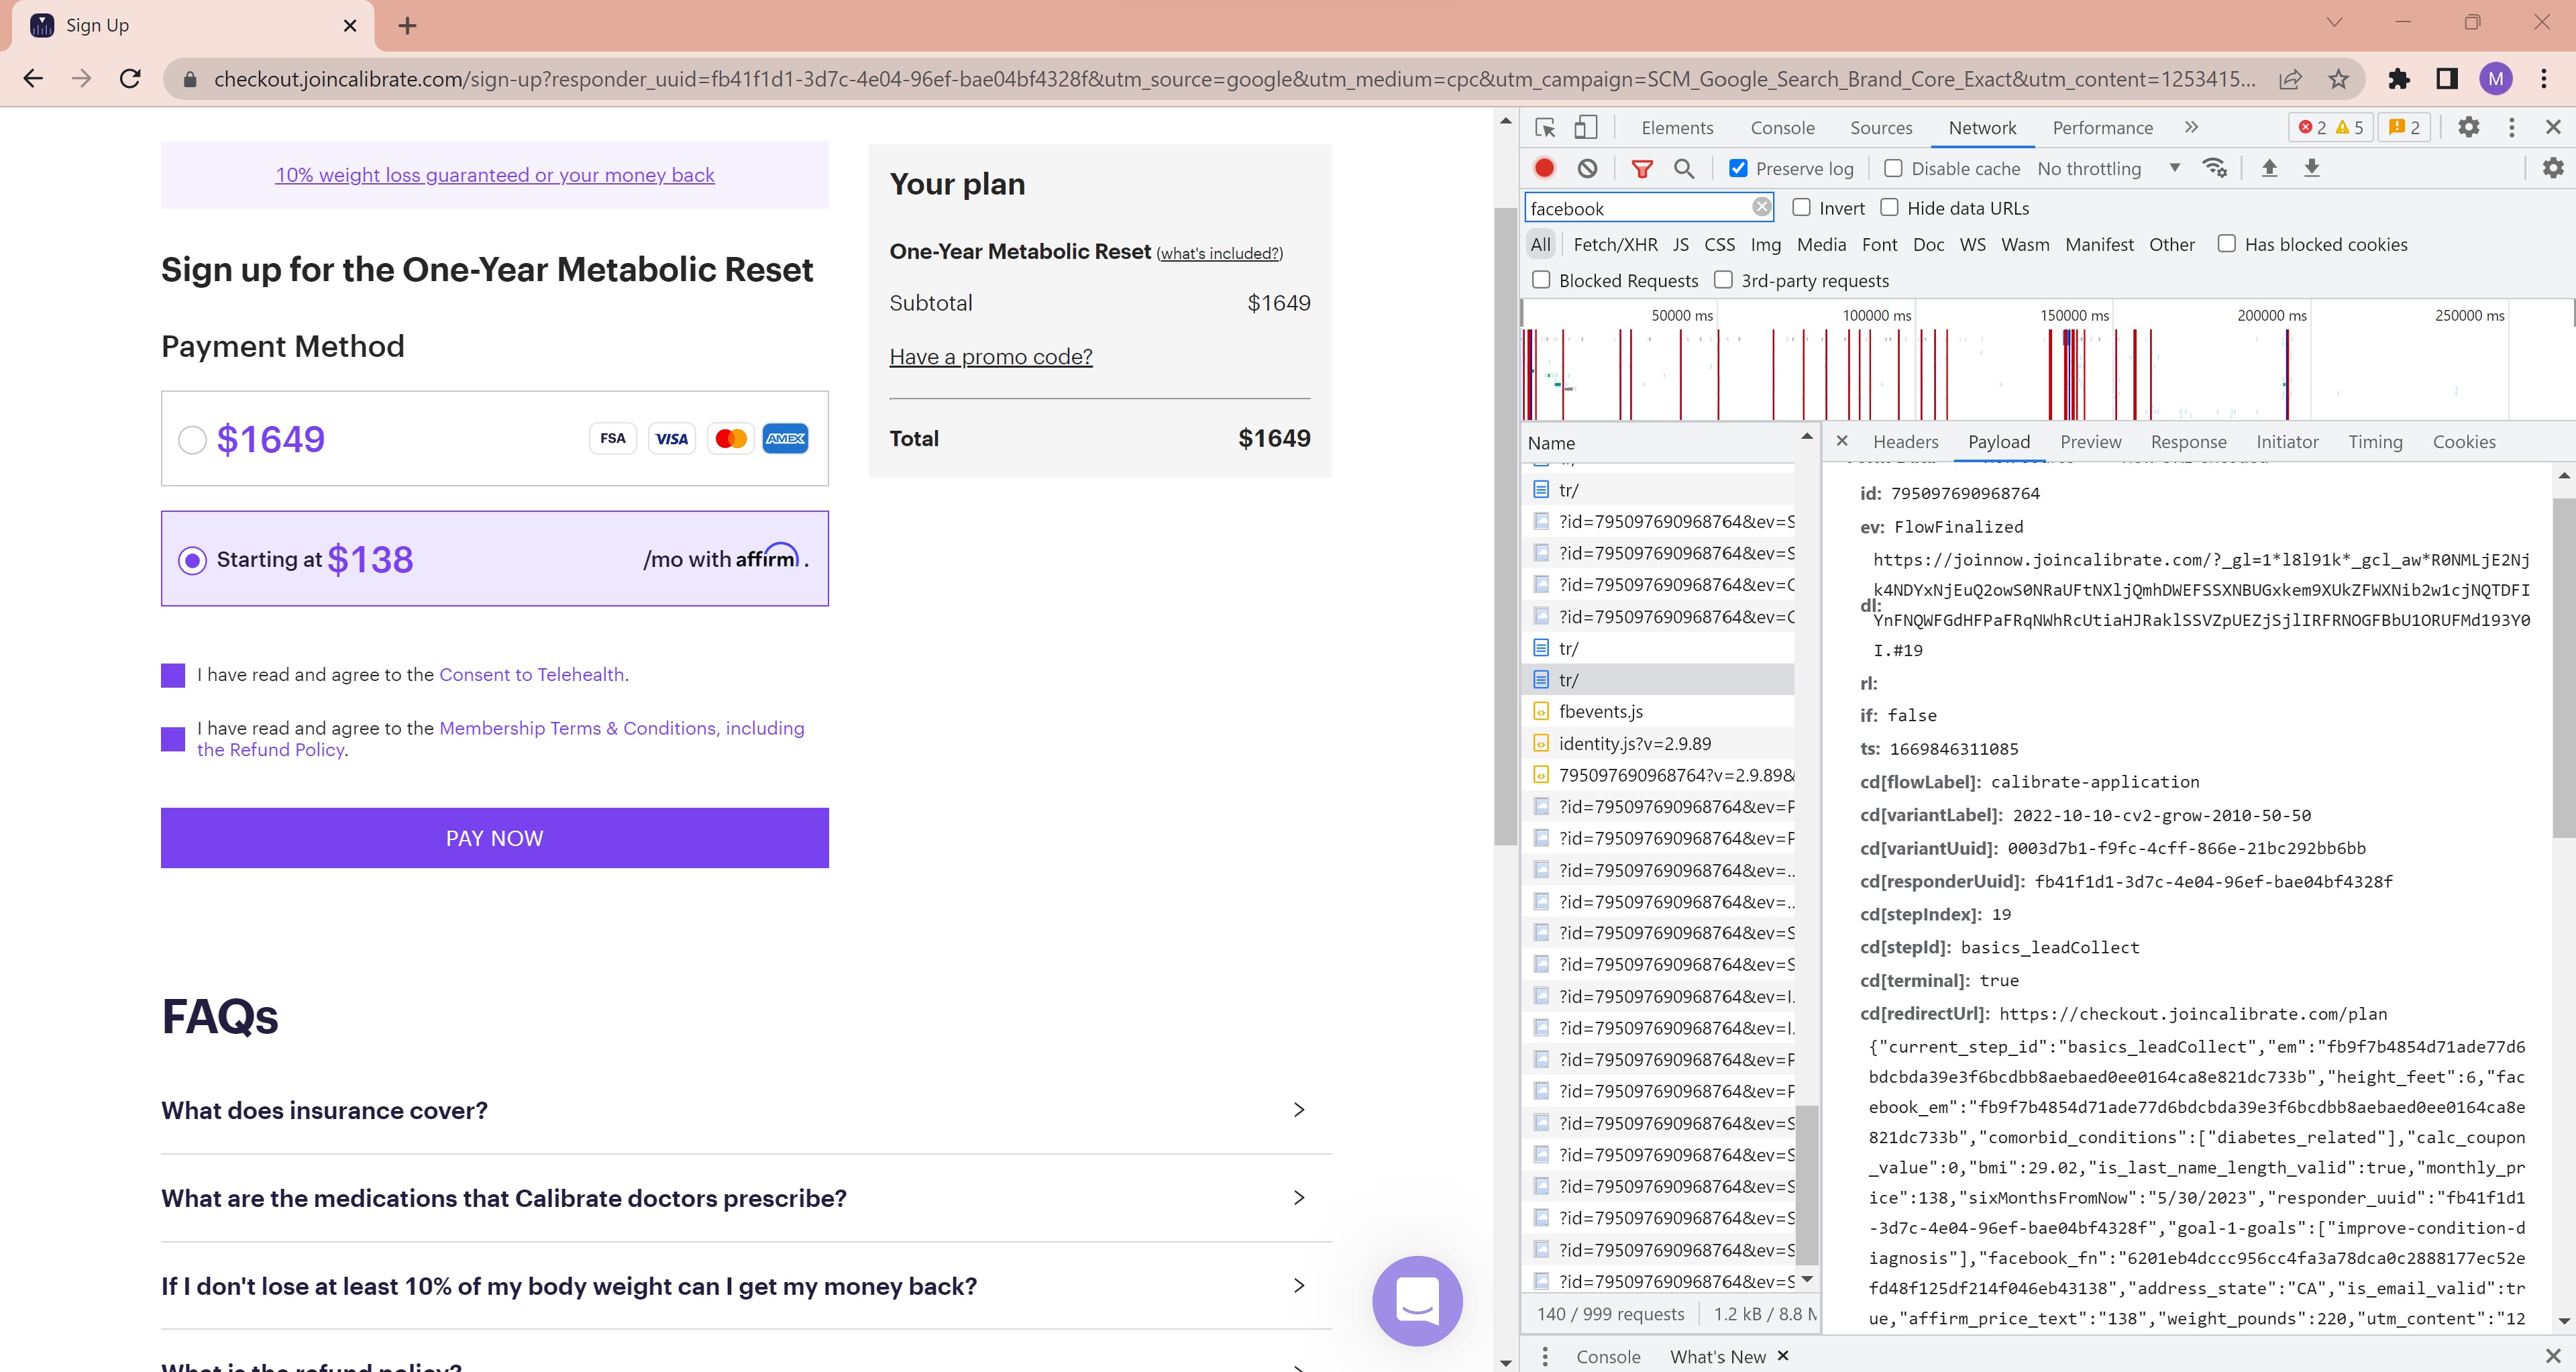 Sign Up
checkout.joincalibrate.com/sign-up?responder_uuid=fb41f1d1-3d7c-4e04-96ef-bae04bf4328f&utm_source=google&utm_medium=cpc&utm_campaign=SCM_Google_Search_Brand_Core_Exact&utm_content=1253415...
M
10% weight loss guaranteed or your money back
Sign up for the One-Year Metabolic Reset
Payment Method
$1649
FSA VISA AMEX
Starting at $138 /mo with affirm.
I have read and agree to the Consent to Telehealth.
I have read and agree to the Membership Terms & Conditions, including
the Refund Policy.
PAY NOW
Your plan
One-Year Metabolic Reset (what's included?)
Subtotal $1649
Have a promo code?
Total $1649
FAQs
What does insurance cover?
What are the medications that Calibrate doctors prescribe?
If I don't lose at least 10% of my body weight can I get my money back?
What is the refund policy?
Elements Console Sources Network Performance » 2 5 2
Preserve log Disable cache No throttling
facebook Invert Hide data URLs
All Fetch/XHR JS CSS Img Media Font Doc WS Wasm Manifest Other Has blocked cookies
Blocked Requests 3rd-party requests
50000 ms 100000 ms 150000 ms 200000 ms 250000 ms
Name
tr/
?id=795097690968764&ev=S
?id=795097690968764&ev=S
?id=795097690968764&ev=C
?id=795097690968764&ev=C
tr/
tr/
fbevents.js
identity.js?v=2.9.89
795097690968764?v=2.9.89&
?id=795097690968764&ev=P
?id=795097690968764&ev=P
?id=795097690968764&ev=...
?id=795097690968764&ev=...
?id=795097690968764&ev=S
?id=795097690968764&ev=S
?id=795097690968764&ev=I.
?id=795097690968764&ev=I.
?id=795097690968764&ev=P
?id=795097690968764&ev=P
?id=795097690968764&ev=S
?id=795097690968764&ev=S
?id=795097690968764&ev=S
?id=795097690968764&ev=S
?id=795097690968764&ev=S
?id=795097690968764&ev=S
140 / 999 requests 1.2 kB / 8.8 M
Headers Payload Preview Response Initiator Timing Cookies
id: 795097690968764
ev: FlowFinalized
https://joinnow.joincalibrate.com/?_gl=1*l8l91k*_gcl_aw*R0NMLjE2Nj
k4NDYxNjEuQ2owS0NRaUFtNXljQmhDWEFSSXNBUGxkem9XUkZFWXNib2w1cjNQTDFI
dl:
YnFNQWFGdHFPaFRqNWhRcUtiaHJRaklSSVZpUEZjSjlIRFRNOGFBbU1ORUFMd193Y0
I.#19
rl:
if: false
ts: 1669846311085
cd[flowLabel]: calibrate-application
cd[variantLabel]: 2022-10-10-cv2-grow-2010-50-50
cd[variantUuid]: 0003d7b1-f9fc-4cff-866e-21bc292bb6bb
cd[responderUuid]: fb41f1d1-3d7c-4e04-96ef-bae04bf4328f
cd[stepIndex]: 19
cd[stepId]: basics_leadCollect
cd[terminal]: true
cd[redirectUrl]: https://checkout.joincalibrate.com/plan
{"current_step_id":"basics_leadCollect","em":"fb9f7b4854d71ade77d6
bdcbda39e3f6bcdbb8aebaed0ee0164ca8e821dc733b","height_feet":6,"fac
ebook_em":"fb9f7b4854d71ade77d6bdcbda39e3f6bcdbb8aebaed0ee0164ca8e
821dc733b","comorbid_conditions":["diabetes_related"],"calc_coupon
_value":0,"bmi":29.02,"is_last_name_length_valid":true,"monthly_pr
ice":138,"sixMonthsFromNow":"5/30/2023","responder_uuid":"fb41f1d1
-3d7c-4e04-96ef-bae04bf4328f","goal-1-goals":["improve-condition-d
iagnosis"],"facebook_fn":"6201eb4dccc956cc4fa3a78dca0c2888177ec52e
fd48f125df214f046eb43138","address_state":"CA","is_email_valid":tr
ue,"affirm_price_text":"138","weight_pounds":220,"utm_content":"12
Console What's New